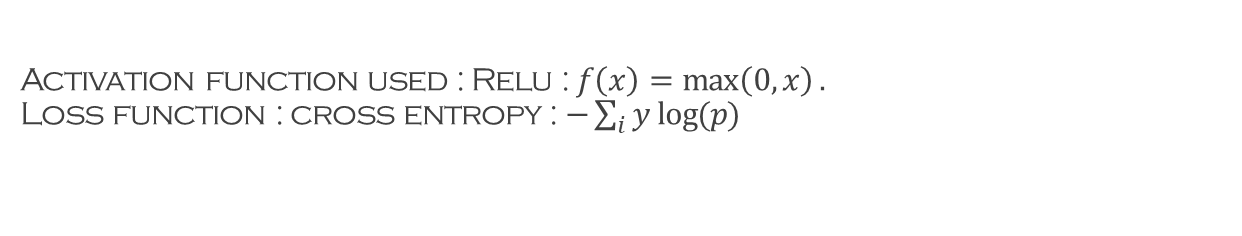 Activation function used : Relu : f(x) = max(0, x) .
Loss function : cross entropy : − ∑ᵢ y log(p)